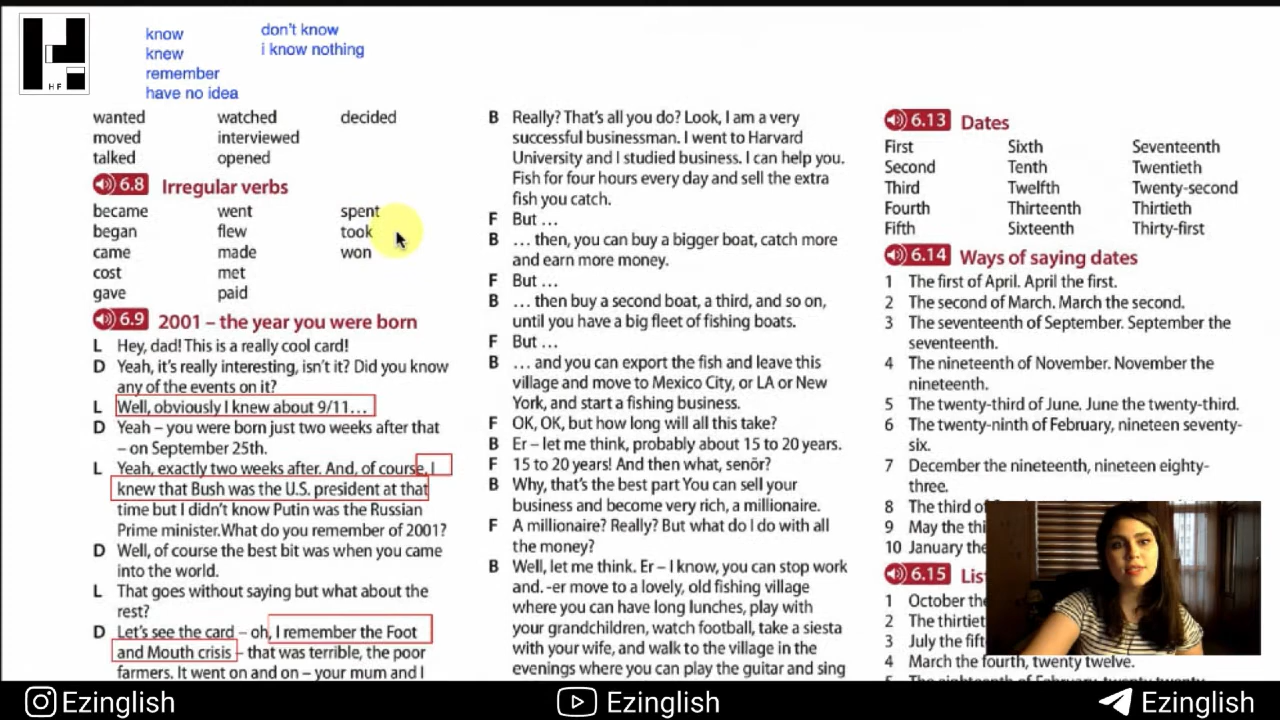 HF
know
knew
remember
have no idea
don't know
i know nothing
wanted watched decided
moved interviewed
talked opened
6.8 Irregular verbs
became went spent
began flew took
came made won
cost met
gave paid
6.9 2001 – the year you were born
L Hey, dad! This is a really cool card!
D Yeah, it's really interesting, isn't it? Did you know
any of the events on it?
L Well, obviously I knew about 9/11…
D Yeah – you were born just two weeks after that
– on September 25th.
L Yeah, exactly two weeks after. And, of course, I
knew that Bush was the U.S. president at that
time but I didn't know Putin was the Russian
Prime minister.What do you remember of 2001?
D Well, of course the best bit was when you came
into the world.
L That goes without saying but what about the
rest?
D Let's see the card – oh, I remember the Foot
and Mouth crisis – that was terrible, the poor
farmers. It went on and on – your mum and I
B Really? That's all you do? Look, I am a very
successful businessman. I went to Harvard
University and I studied business. I can help you.
Fish for four hours every day and sell the extra
fish you catch.
F But …
B … then, you can buy a bigger boat, catch more
and earn more money.
F But …
B … then buy a second boat, a third, and so on,
until you have a big fleet of fishing boats.
F But …
B … and you can export the fish and leave this
village and move to Mexico City, or LA or New
York, and start a fishing business.
F OK, OK, but how long will all this take?
B Er – let me think, probably about 15 to 20 years.
F 15 to 20 years! And then what, senõr?
B Why, that's the best part You can sell your
business and become very rich, a millionaire.
F A millionaire? Really? But what do I do with all
the money?
B Well, let me think. Er – I know, you can stop work
and. -er move to a lovely, old fishing village
where you can have long lunches, play with
your grandchildren, watch football, take a siesta
with your wife, and walk to the village in the
evenings where you can play the guitar and sing
6.13 Dates
First Sixth Seventeenth
Second Tenth Twentieth
Third Twelfth Twenty-second
Fourth Thirteenth Thirtieth
Fifth Sixteenth Thirty-first
6.14 Ways of saying dates
1 The first of April. April the first.
2 The second of March. March the second.
3 The seventeenth of September. September the
seventeenth.
4 The nineteenth of November. November the
nineteenth.
5 The twenty-third of June. June the twenty-third.
6 The twenty-ninth of February, nineteen seventy-
six.
7 December the nineteenth, nineteen eighty-
three.
8 The third of
9 May the
10 January the
6.15
1 October the
2 The
3 July the
4 March the fourth, twenty twelve.
Ezinglish
Ezinglish
Ezinglish